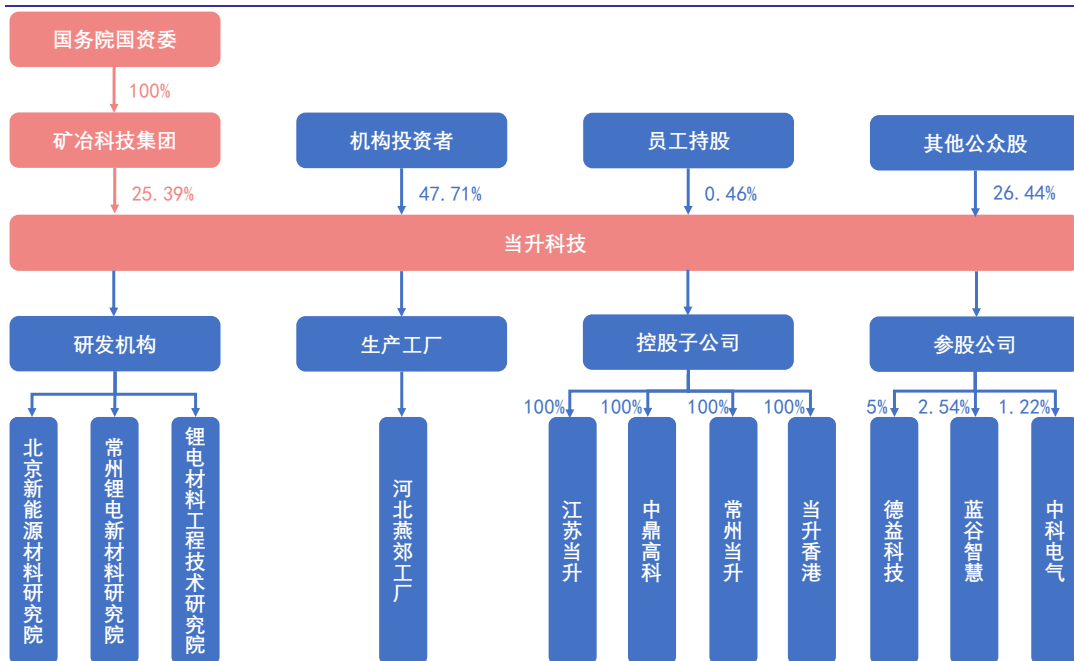 国务院国资委
100%
矿冶科技集团
机构投资者
员工持股
其他公众股
25.39%
47.71%
0.46%
26.44%
当升科技
研发机构
生产工厂
控股子公司
参股公司
100%
100%
100%
100%
5%
2.54%
1.22%
北京新能源材料研究院
常州锂电新材料研究院
锂电材料工程技术研究院
河北燕郊工厂
江苏当升
中鼎高科
常州当升
当升香港
德益科技
蓝谷智慧
中科电气